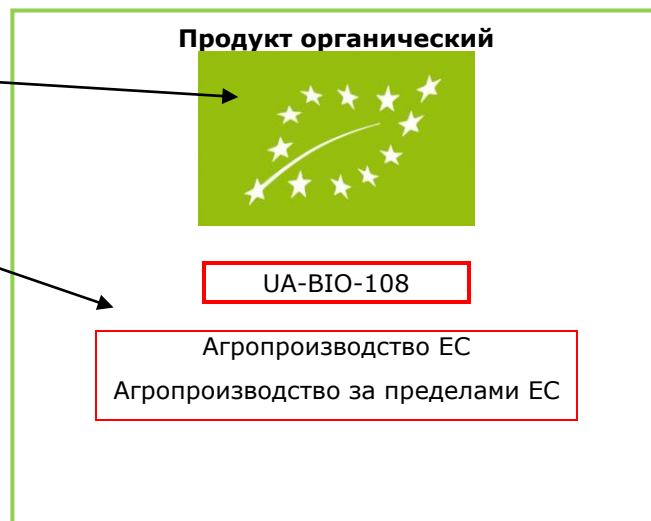 Продукт органический
UA-BIO-108
Агропроизводство ЕС
Агропроизводство за пределами ЕС